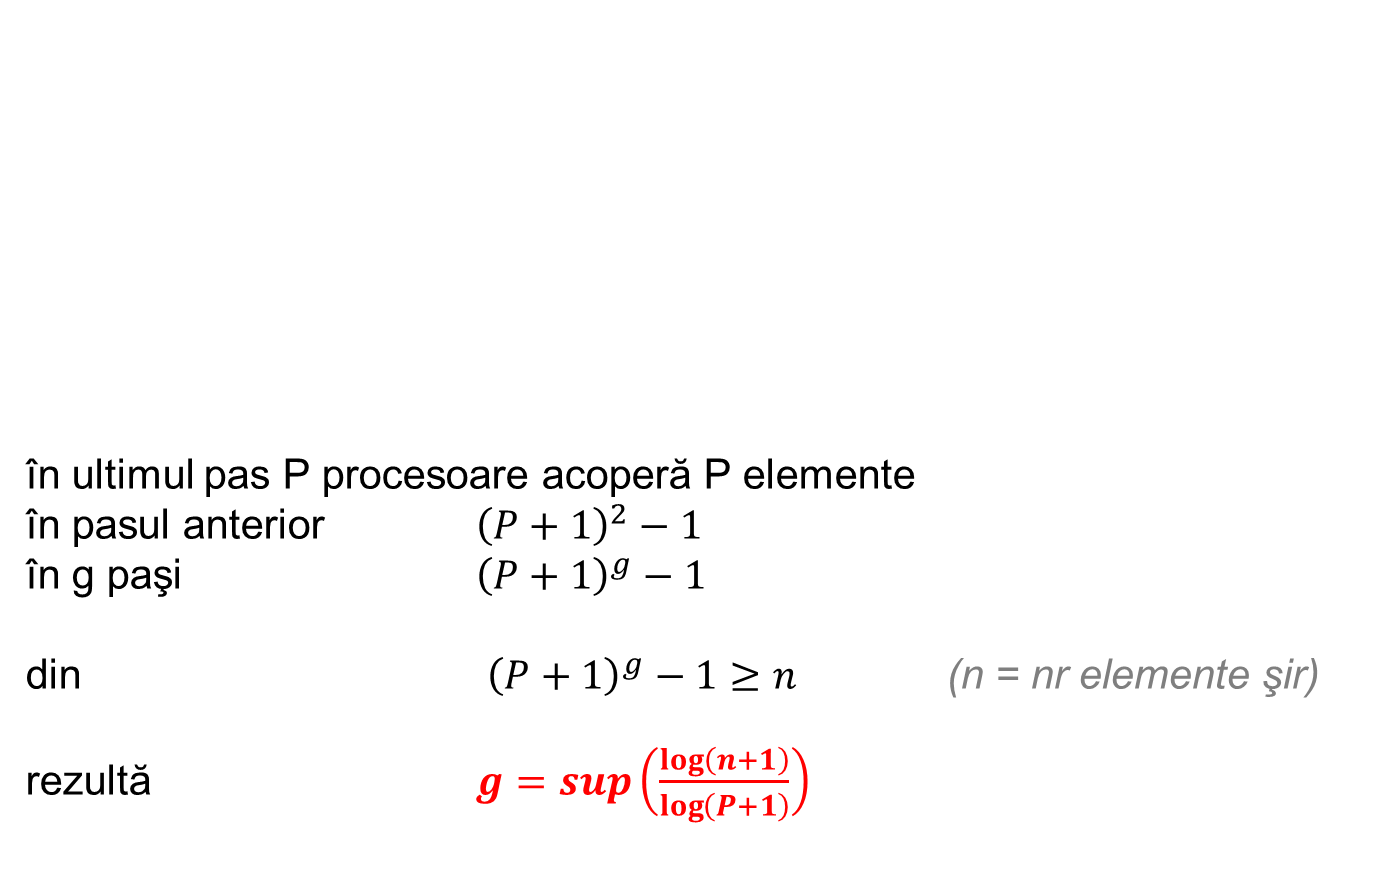 în ultimul pas P procesoare acoperă P elemente
în pasul anterior (P + 1)² − 1
în g paşi (P + 1)^g − 1
din (P + 1)^g − 1 ≥ n (n = nr elemente şir)
rezultă g = sup(log(n+1)/log(P+1))